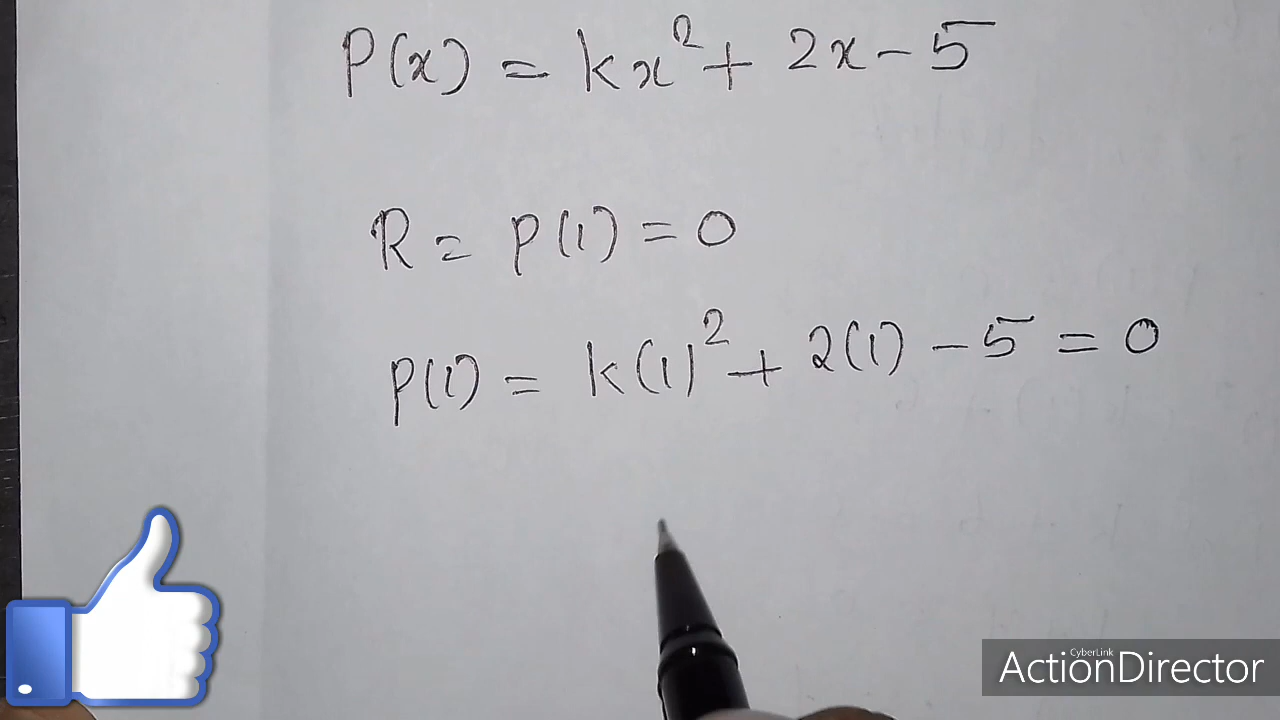 P(x) = kx² + 2x - 5
R = P(1) = 0
P(1) = k(1)² + 2(1) - 5 = 0
CyberLink
ActionDirector